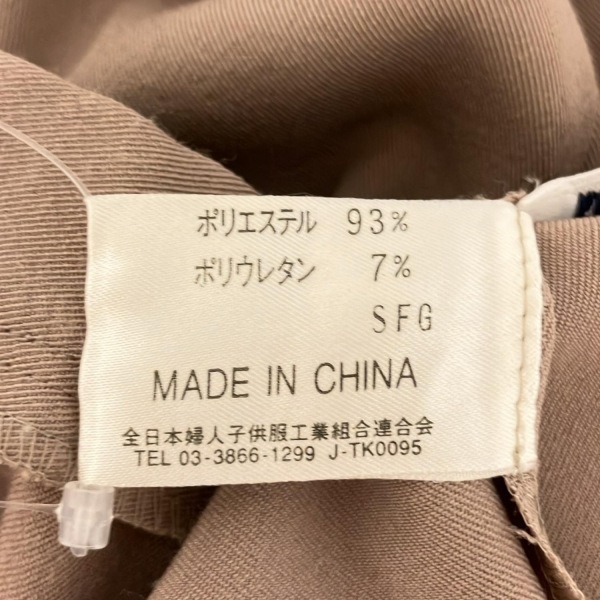 ポリエステル 93%
ポリウレタン 7%
SFG
MADE IN CHINA
全日本婦人子供服工業組合連合会
TEL 03-3866-1299 J-TK0095